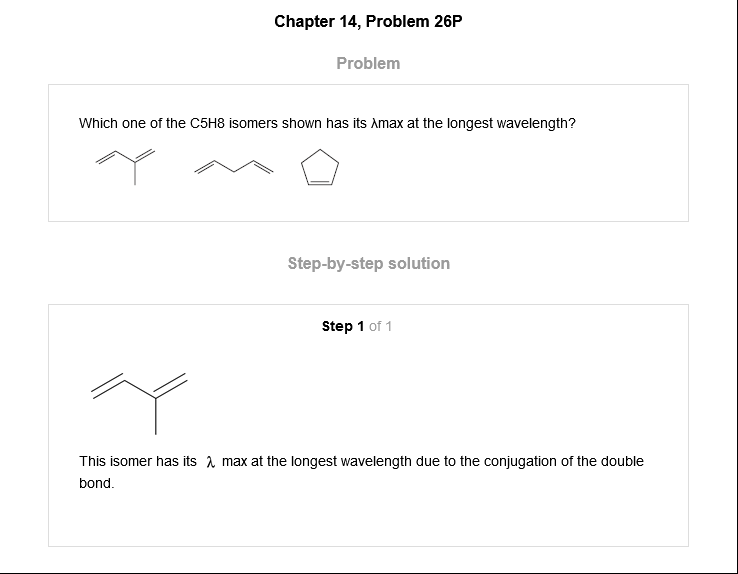 Chapter 14, Problem 26P
Problem
Which one of the C5H8 isomers shown has its λmax at the longest wavelength?
Step-by-step solution
Step 1 of 1
This isomer has its λ max at the longest wavelength due to the conjugation of the double
bond.